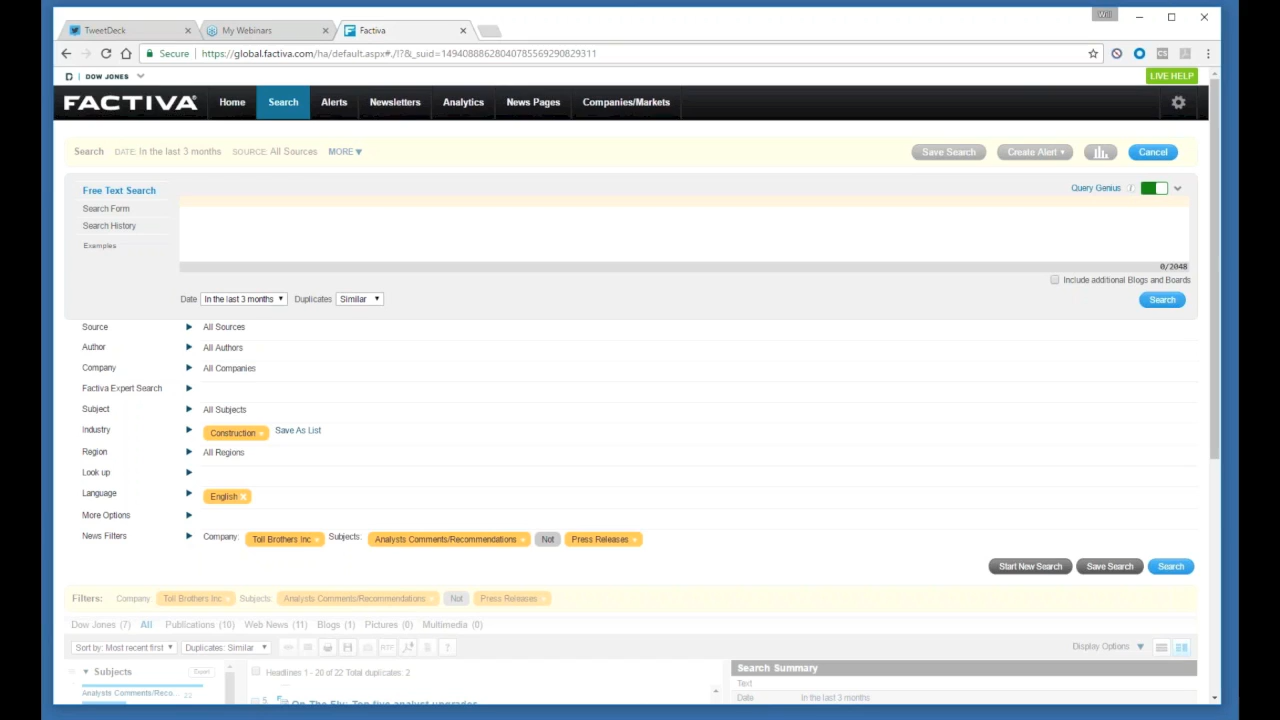 Will
TweetDeck × My Webinars × Factiva ×
Secure https://global.factiva.com/ha/default.aspx#./!?&_suid=14940888628040785569290829311
D | DOW JONES
LIVE HELP
FACTIVA Home Search Alerts Newsletters Analytics News Pages Companies/Markets
Search DATE: In the last 3 months SOURCE: All Sources MORE ▼ Save Search Create Alert ▾ Cancel
Free Text Search Query Genius i
Search Form
Search History
Examples
0/2048
Include additional Blogs and Boards
Date In the last 3 months ▼ Duplicates Similar ▼
Search
Source All Sources
Author All Authors
Company All Companies
Factiva Expert Search
Subject All Subjects
Industry Construction Save As List
Region All Regions
Look up
Language English ×
More Options
News Filters Company: Toll Brothers Inc Subjects: Analysts Comments/Recommendations Not Press Releases
Start New Search Save Search Search
Filters: Company Toll Brothers Inc Subjects: Analysts Comments/Recommendations Not Press Releases
Dow Jones (7) All Publications (10) Web News (11) Blogs (1) Pictures (0) Multimedia (0)
Sort by: Most recent first ▼ Duplicates: Similar ▼ RTF ? Display Options ▼
▼ Subjects Export Headlines 1 - 20 of 22 Total duplicates: 2 Search Summary
Analysts Comments/Reco... 22 Text
5 On The Fly: Top five analyst upgrades Date In the last 3 months